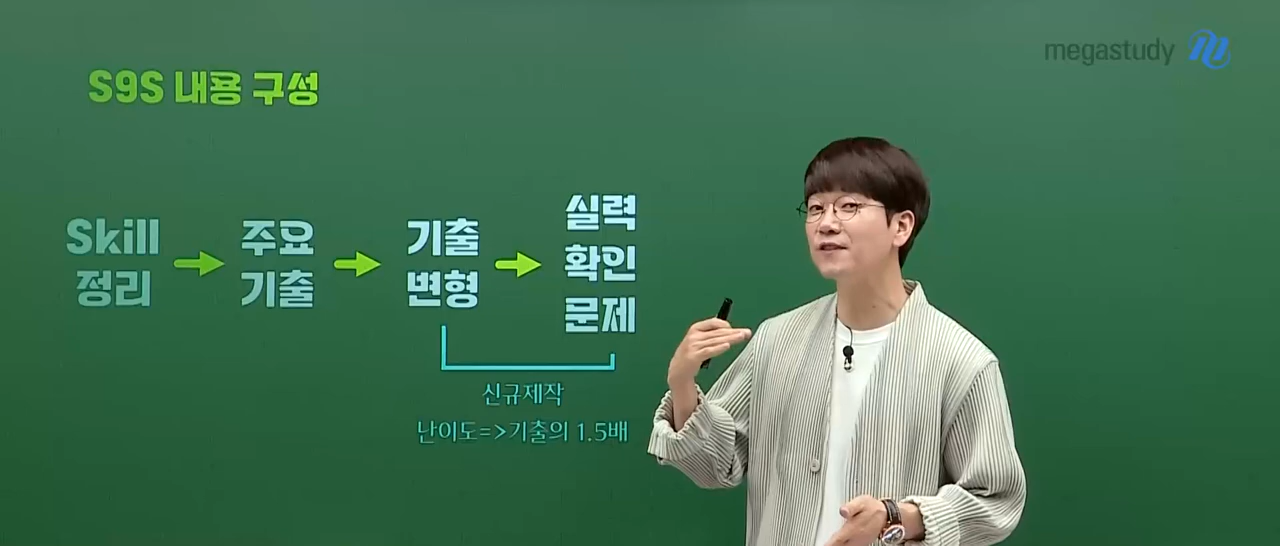 megastudy
S9S 내용 구성
Skill
정리
주요
기출
기출
변형
실력
확인
문제
신규제작
난이도=>기출의 1.5배